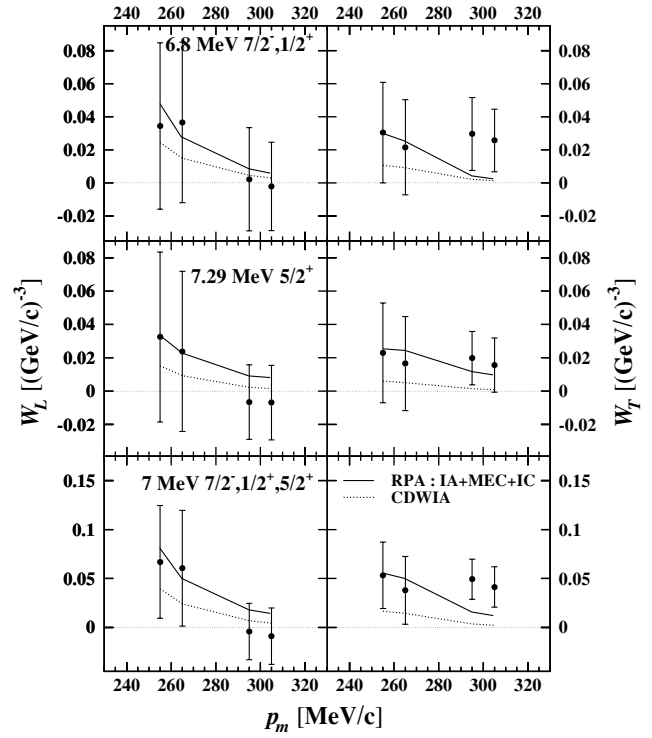 240 260 280 300 320 240 260 280 300 320
6.8 MeV 7/2⁻,1/2⁺
0.08 0.08
0.06 0.06
0.04 0.04
0.02 0.02
0 0
-0.02 -0.02
7.29 MeV 5/2⁺
0.08 0.08
0.06 0.06
0.04 0.04
0.02 0.02
0 0
-0.02 -0.02
W_L [(GeV/c)⁻³]
W_T [(GeV/c)⁻³]
7 MeV 7/2⁻,1/2⁺,5/2⁺
RPA : IA+MEC+IC
CDWIA
0.15 0.15
0.1 0.1
0.05 0.05
0 0
240 260 280 300 320 240 260 280 300 320
p_m [MeV/c] p_m [MeV/c]